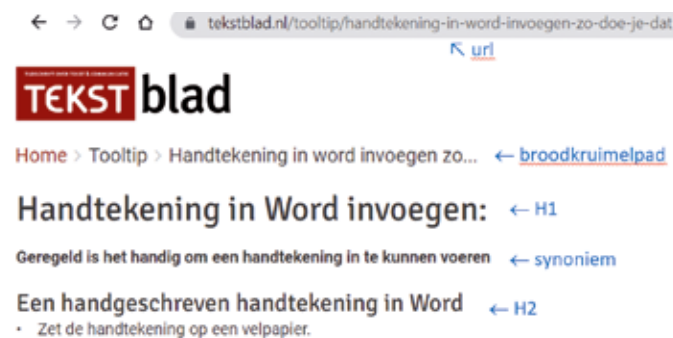 tekstblad.nl/tooltip/handtekening-in-word-invoegen-zo-doe-je-dat
url
TEKST blad
Home > Tooltip > Handtekening in word invoegen zo... ← broodkruimelpad
Handtekening in Word invoegen: ← H1
Geregeld is het handig om een handtekening in te kunnen voeren ← synoniem
Een handgeschreven handtekening in Word ← H2
· Zet de handtekening op een velpapier.